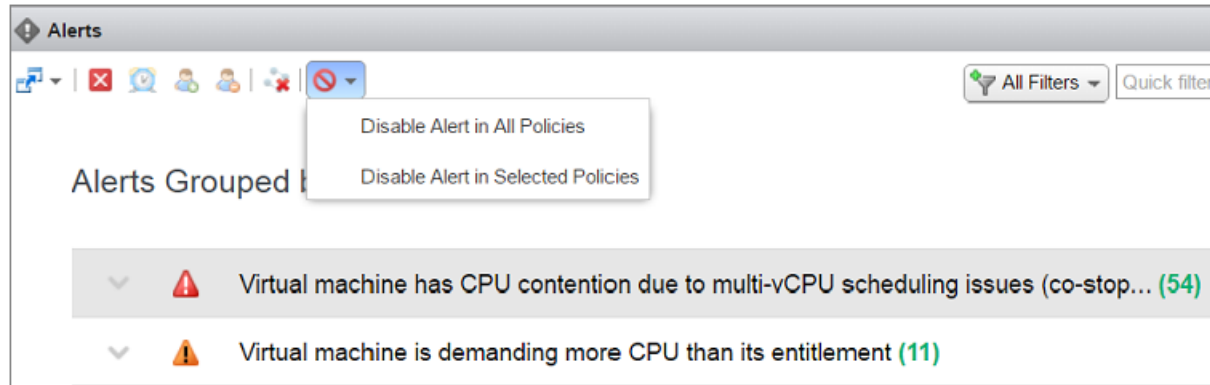 Alerts
All Filters
Quick filter
Disable Alert in All Policies
Disable Alert in Selected Policies
Alerts Grouped
Virtual machine has CPU contention due to multi-vCPU scheduling issues (co-stop... (54)
Virtual machine is demanding more CPU than its entitlement (11)